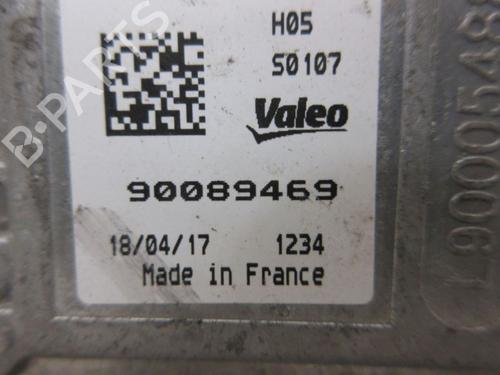 H05
S0107
Valeo
90089469
18/04/17 1234
Made in France
B-PARTS